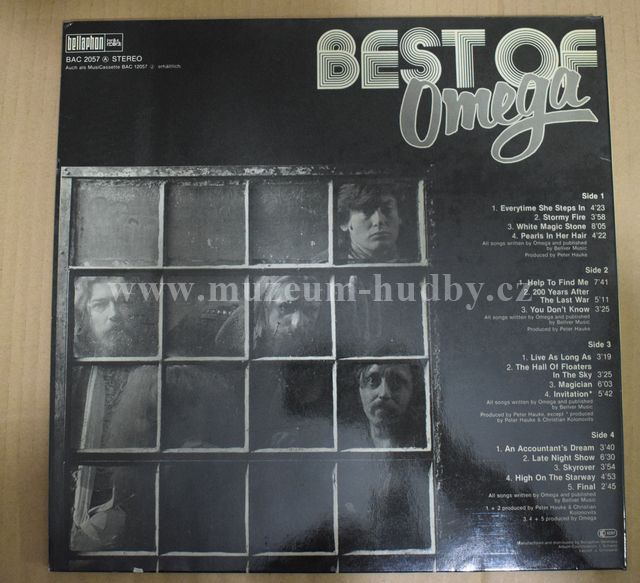 bellaphon
BAC 2057 Ⓐ STEREO
Auch als MusiCassette BAC 12057 erhältlich
BEST OF
Omega
Side 1
1. Everytime She Steps In 4'23
2. Stormy Fire 3'58
3. White Magic Stone 8'05
4. Pearls In Her Hair 4'22
All songs written by Omega and published
by Beliver Music
Produced by Peter Hauke
www.muzeum-hudby.cz
Side 2
1. Help To Find Me 7'41
2. 200 Years After
The Last War 5'11
3. You Don't Know 3'25
All songs written by Omega and published
by Beliver Music
Produced by Peter Hauke
Side 3
1. Live As Long As 3'19
2. The Hall Of Floaters
In The Sky 3'25
3. Magician 6'03
4. Invitation* 5'42
All songs written by Omega and published
by Beliver Music
Produced by Peter Hauke, except * produced
by Peter Hauke & Christian Kolonovits
Side 4
1. An Accountant's Dream 3'40
2. Late Night Show 6'30
3. Skyrover 3'54
4. High On The Starway 4'53
5. Final 2'45
All songs written by Omega and published
by Beliver Music
1 + 2 produced by Peter Hauke & Christian
Kolonovits
3, 4 + 5 produced by Omega